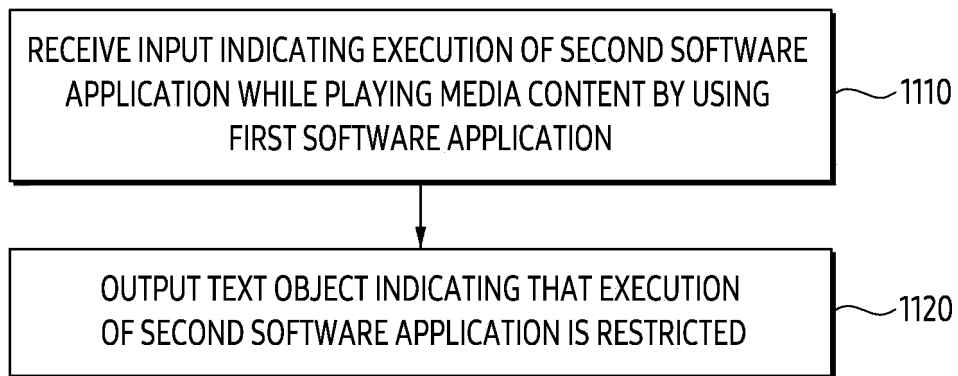 RECEIVE INPUT INDICATING EXECUTION OF SECOND SOFTWARE
APPLICATION WHILE PLAYING MEDIA CONTENT BY USING
FIRST SOFTWARE APPLICATION
1110
OUTPUT TEXT OBJECT INDICATING THAT EXECUTION
OF SECOND SOFTWARE APPLICATION IS RESTRICTED
1120